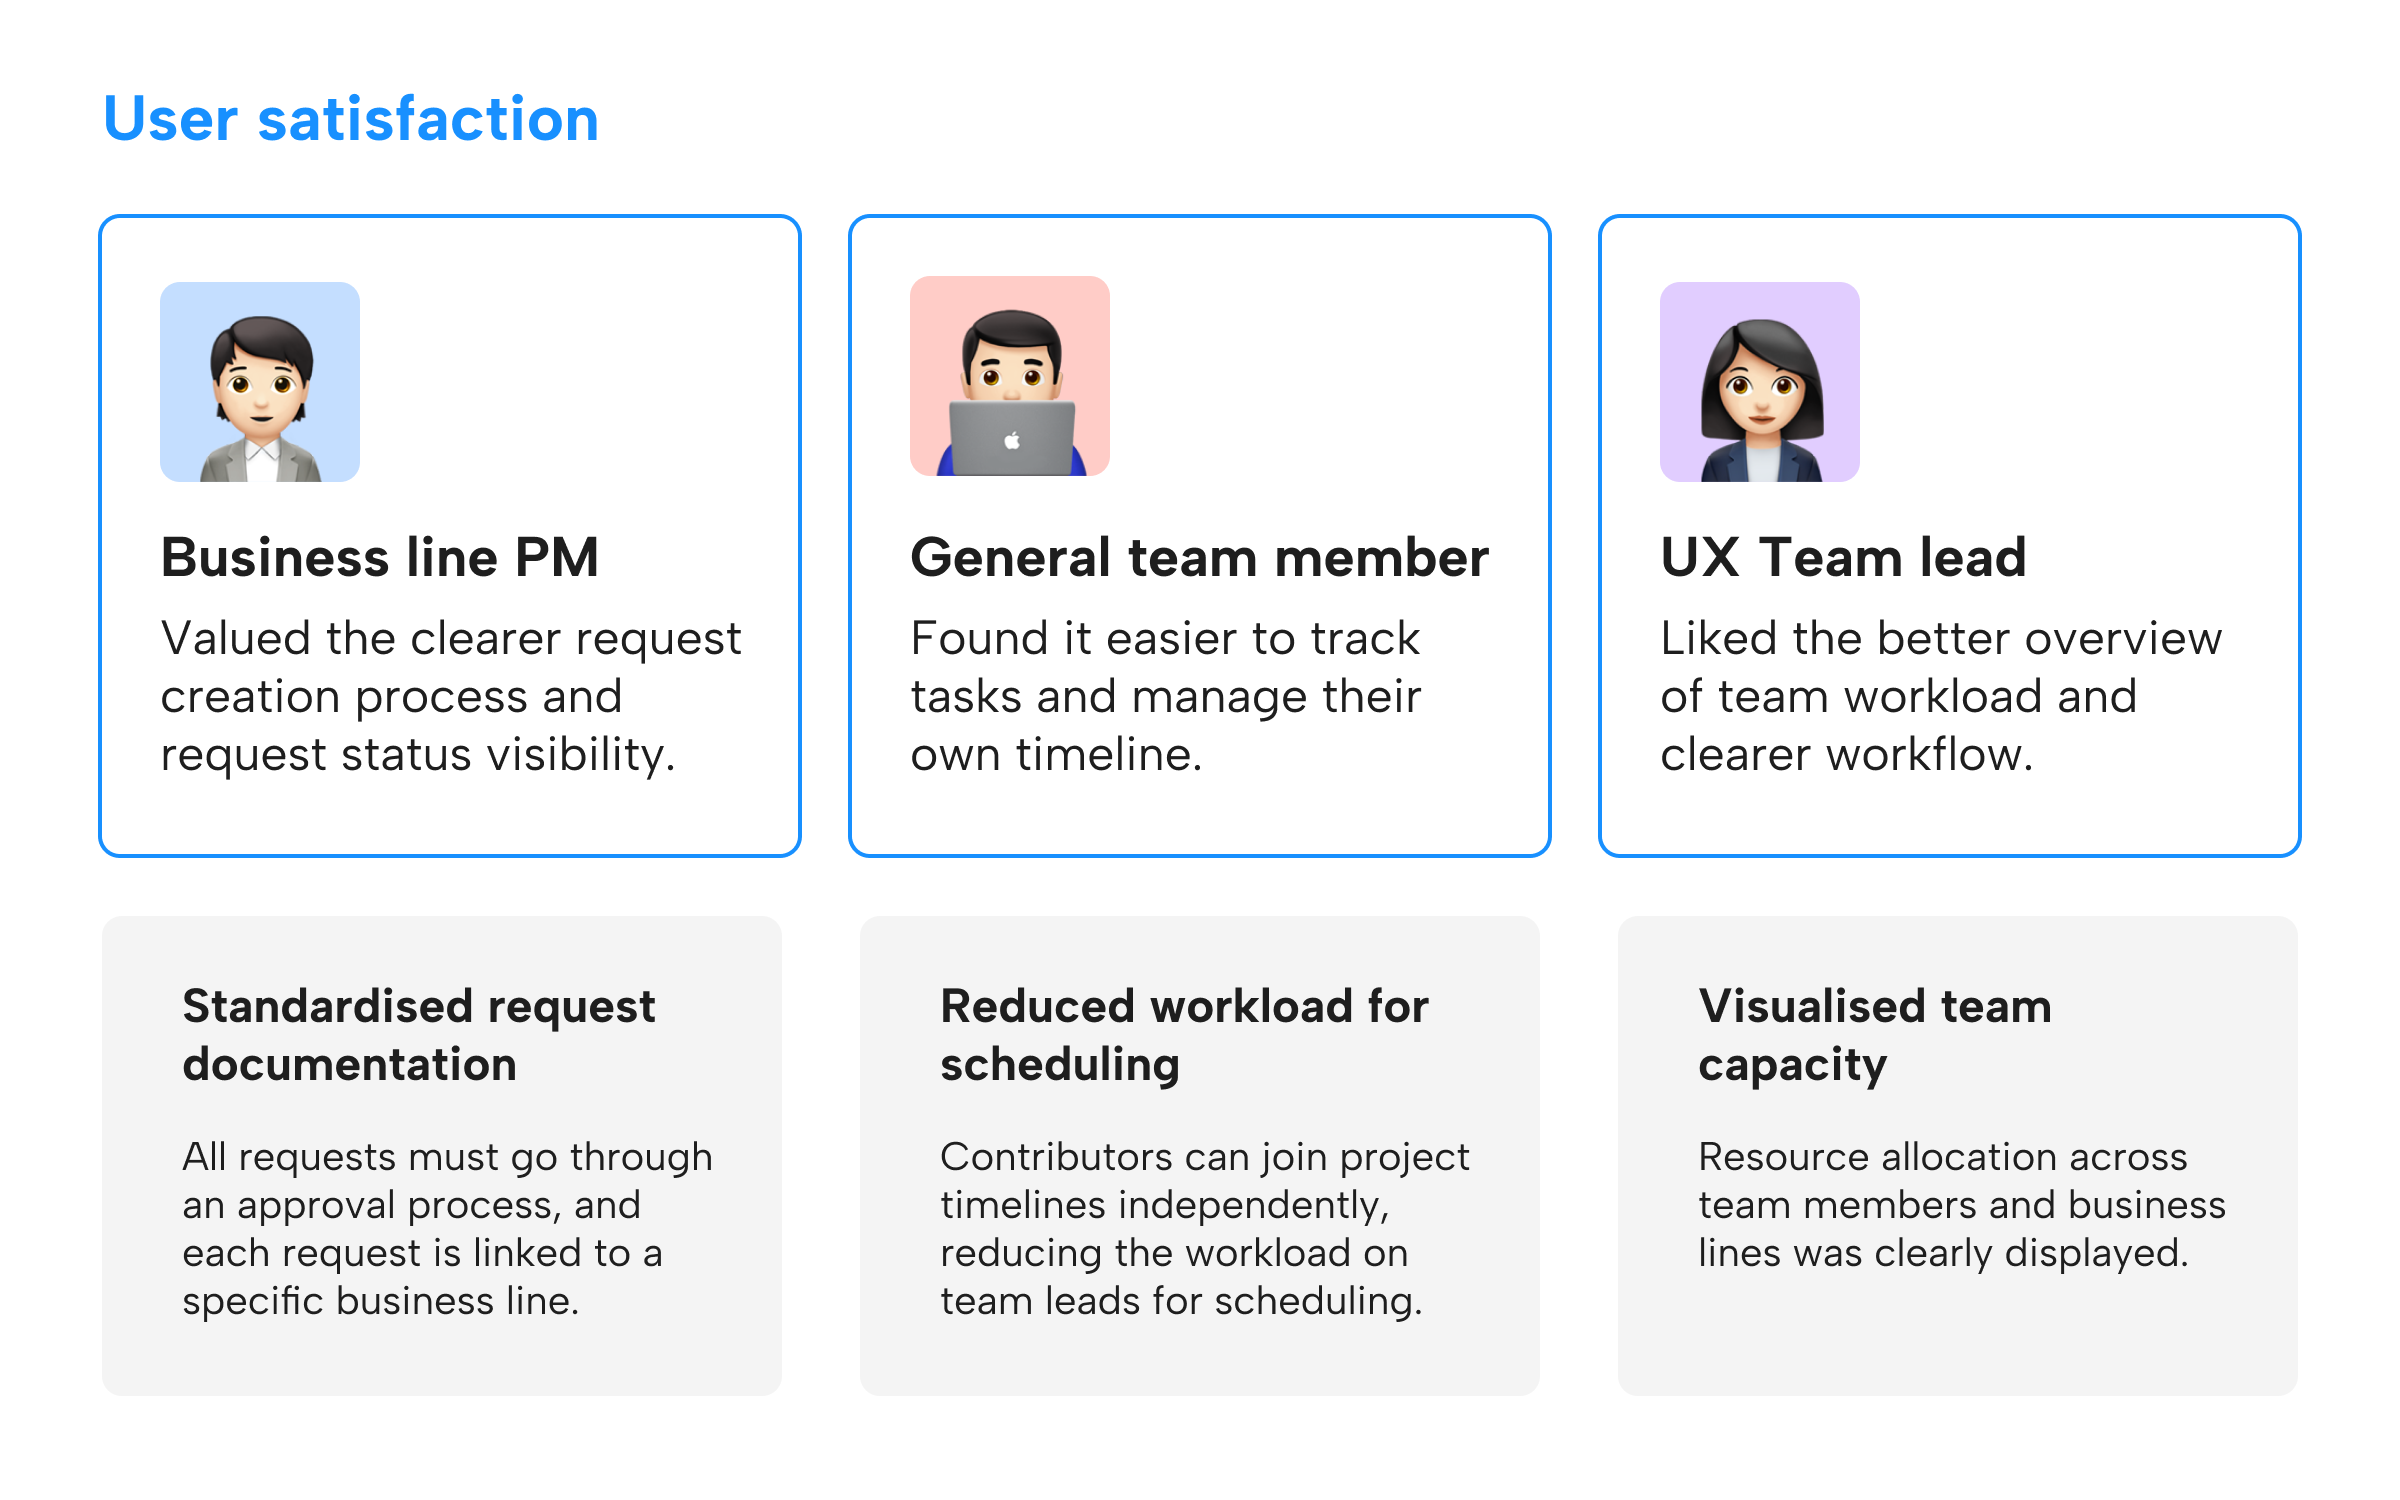 User satisfaction
Business line PM
Valued the clearer request
creation process and
request status visibility.
General team member
Found it easier to track
tasks and manage their
own timeline.
UX Team lead
Liked the better overview
of team workload and
clearer workflow.
Standardised request
documentation
All requests must go through
an approval process, and
each request is linked to a
specific business line.
Reduced workload for
scheduling
Contributors can join project
timelines independently,
reducing the workload on
team leads for scheduling.
Visualised team
capacity
Resource allocation across
team members and business
lines was clearly displayed.